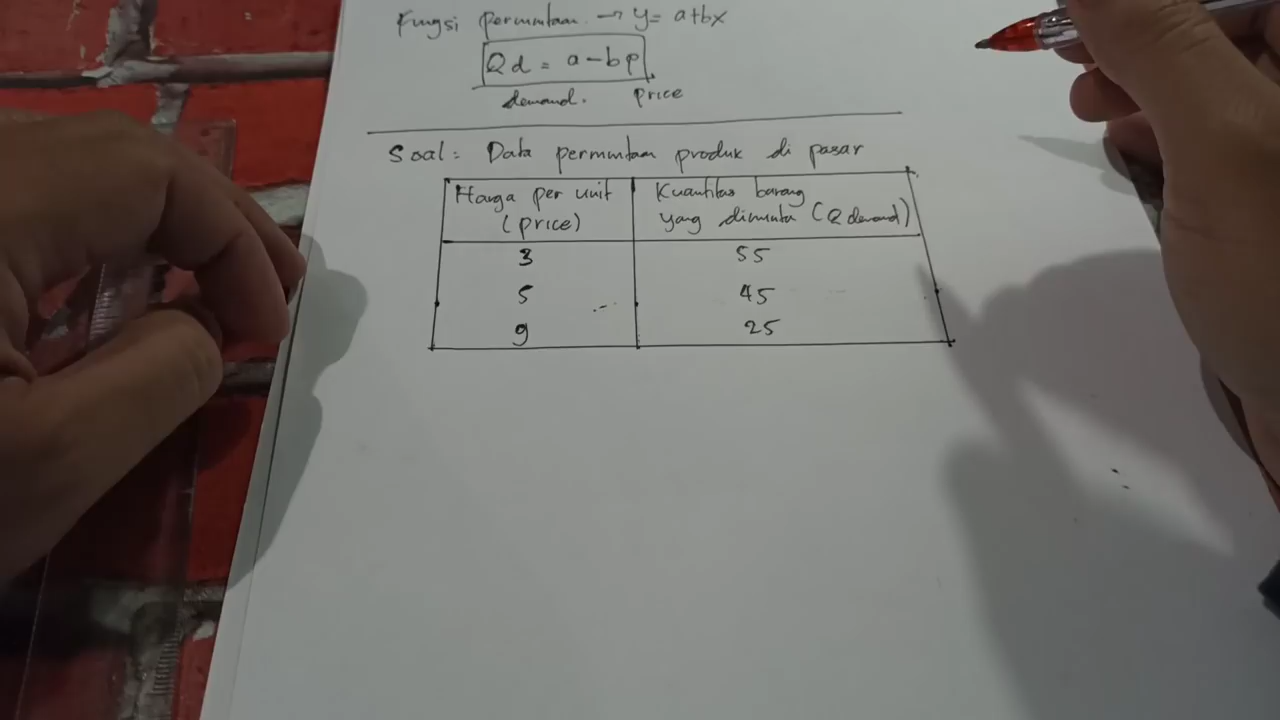 Fungsi permintaan → y = a+bx
Qd = a - bp
demand. price
Soal : Data permintaan produk di pasar
Harga per unit (price) Kuantitas barang yang diminta (Q demand)
3 55
5 45
9 25